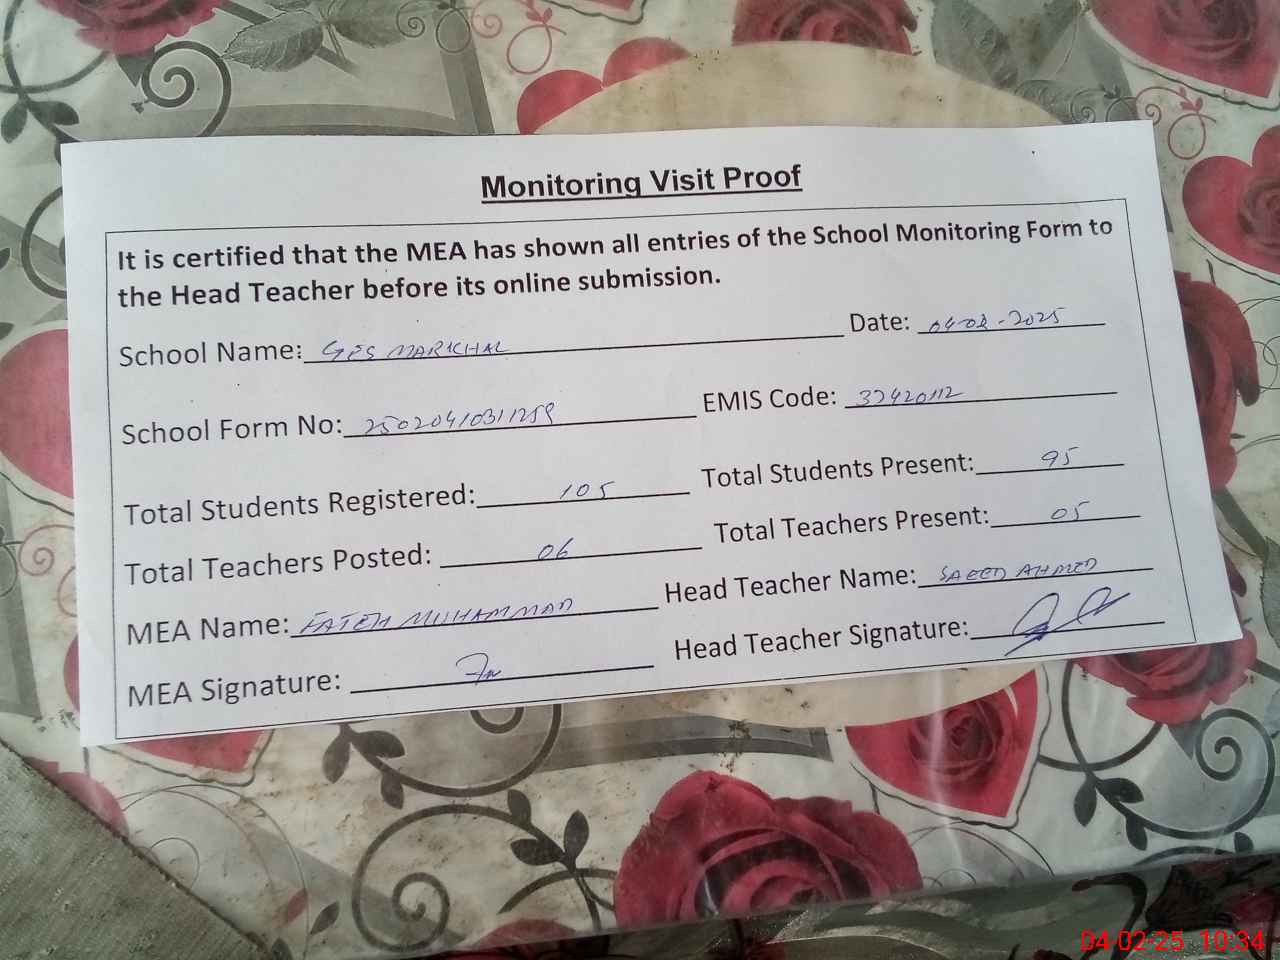 Monitoring Visit Proof
It is certified that the MEA has shown all entries of the School Monitoring Form to
the Head Teacher before its online submission.
School Name: GES MARKHAL Date: 04-02-2025
School Form No: 2502041031259 EMIS Code: 37420112
Total Students Registered: 105 Total Students Present: 95
Total Teachers Posted: 06 Total Teachers Present: 05
MEA Name: FATEH MUHAMMAD Head Teacher Name: SAEED AHMED
MEA Signature: Head Teacher Signature:
04-02-25 10:34